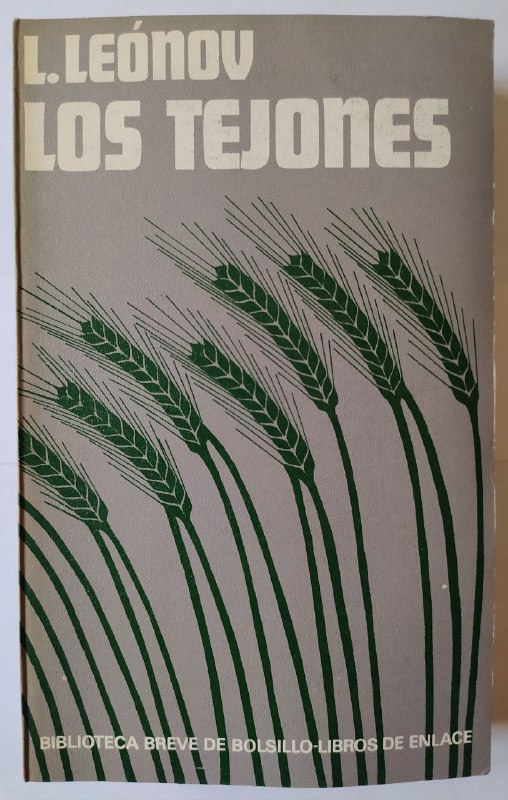 L. LEÓNOV
LOS TEJONES
BIBLIOTECA BREVE DE BOLSILLO-LIBROS DE ENLACE